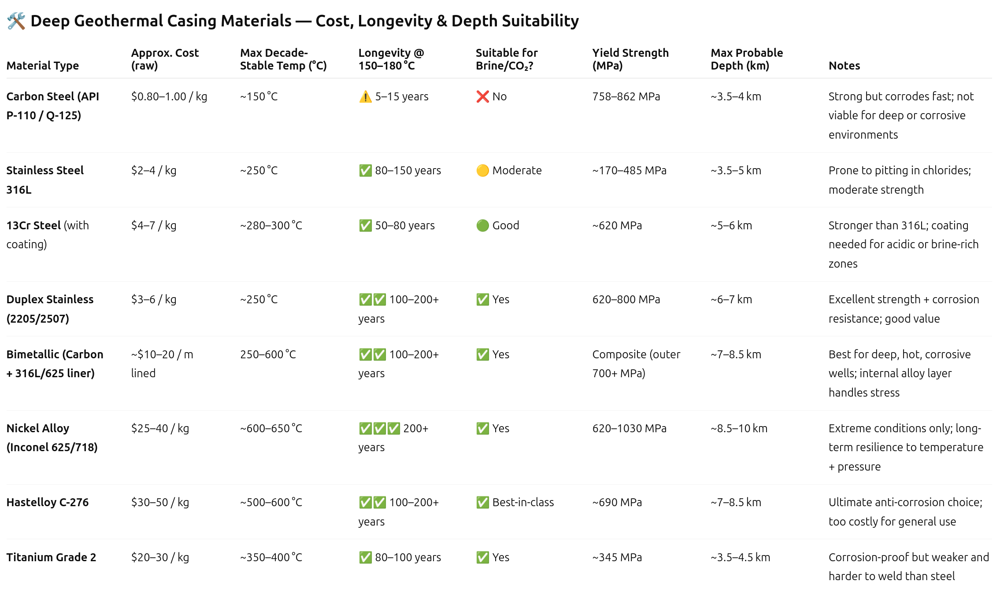 🛠️ Deep Geothermal Casing Materials — Cost, Longevity & Depth Suitability
Material Type
Approx. Cost
(raw)
Max Decade-
Stable Temp (°C)
Longevity @
150–180 °C
Suitable for
Brine/CO₂?
Yield Strength
(MPa)
Max Probable
Depth (km)
Notes
Carbon Steel (API
P-110 / Q-125)
$0.80–1.00 / kg
~150 °C
⚠️ 5–15 years
❌ No
758–862 MPa
~3.5–4 km
Strong but corrodes fast; not
viable for deep or corrosive
environments
Stainless Steel
316L
$2–4 / kg
~250 °C
✅ 80–150 years
🟡 Moderate
~170–485 MPa
~3.5–5 km
Prone to pitting in chlorides;
moderate strength
13Cr Steel (with
coating)
$4–7 / kg
~280–300 °C
✅ 50–80 years
🟢 Good
~620 MPa
~5–6 km
Stronger than 316L; coating
needed for acidic or brine-rich
zones
Duplex Stainless
(2205/2507)
$3–6 / kg
~250 °C
✅✅ 100–200+
years
✅ Yes
620–800 MPa
~6–7 km
Excellent strength + corrosion
resistance; good value
Bimetallic (Carbon
+ 316L/625 liner)
~$10–20 / m
lined
250–600 °C
✅✅ 100–200+
years
✅ Yes
Composite (outer
700+ MPa)
~7–8.5 km
Best for deep, hot, corrosive
wells; internal alloy layer
handles stress
Nickel Alloy
(Inconel 625/718)
$25–40 / kg
~600–650 °C
✅✅✅ 200+
years
✅ Yes
620–1030 MPa
~8.5–10 km
Extreme conditions only; long-
term resilience to temperature
+ pressure
Hastelloy C-276
$30–50 / kg
~500–600 °C
✅✅ 100–200+
years
✅ Best-in-class
~690 MPa
~7–8.5 km
Ultimate anti-corrosion choice;
too costly for general use
Titanium Grade 2
$20–30 / kg
~350–400 °C
✅ 80–100 years
✅ Yes
~345 MPa
~3.5–4.5 km
Corrosion-proof but weaker and
harder to weld than steel